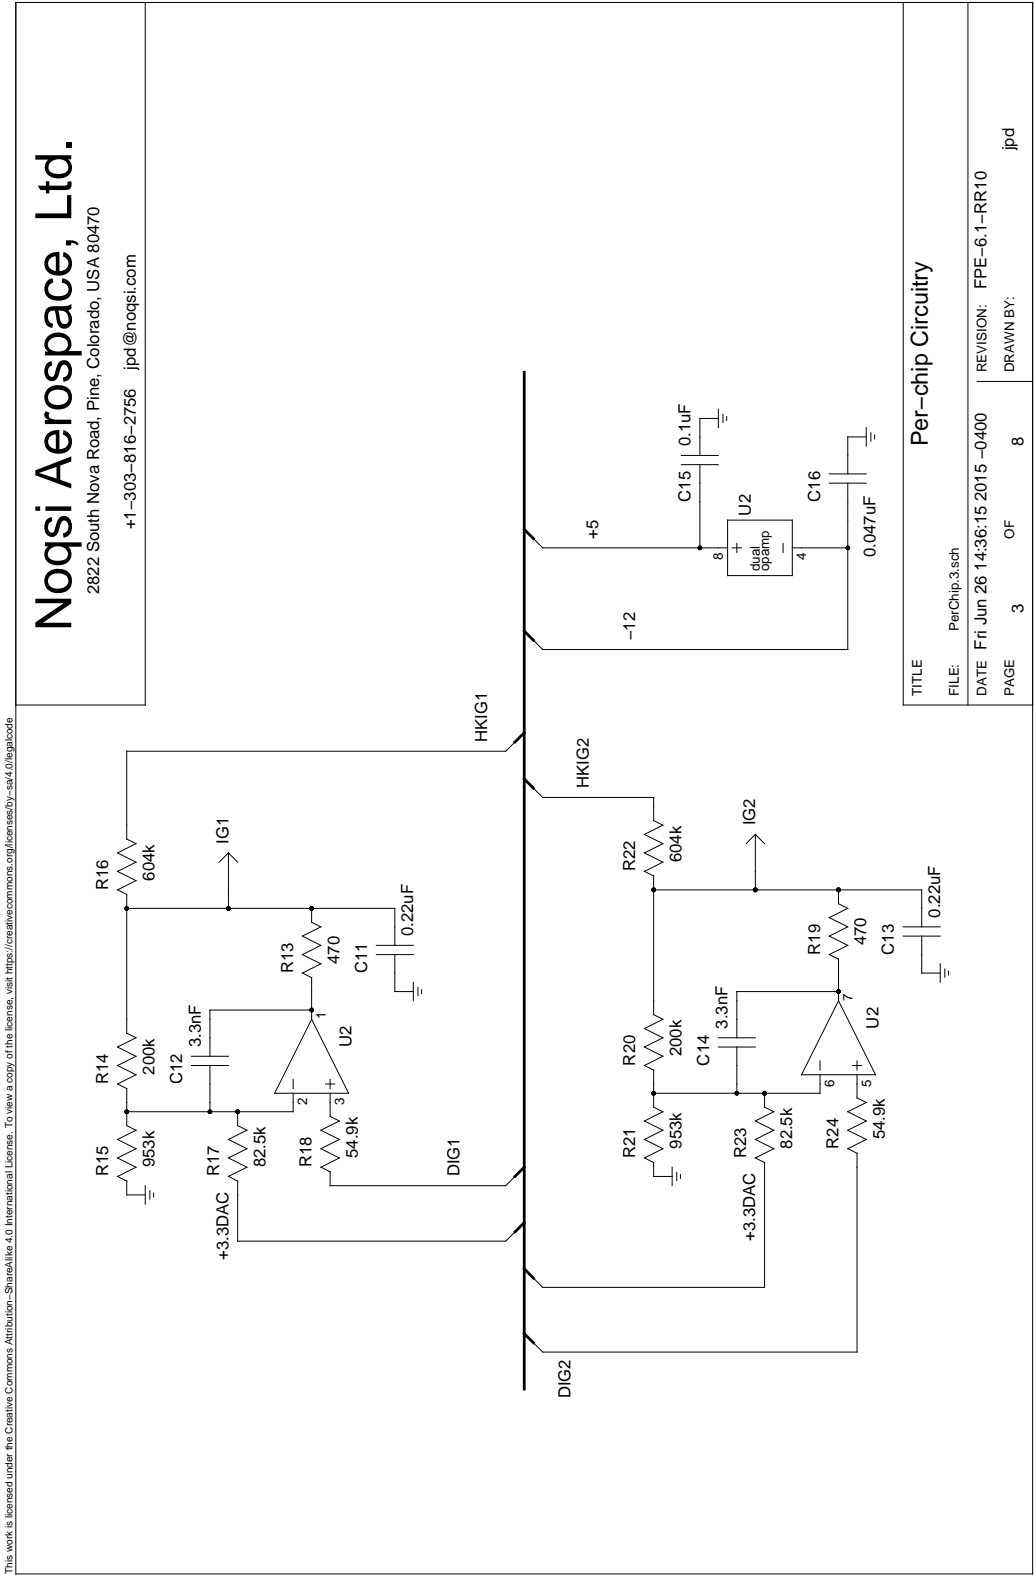 This work is licensed under the Creative Commons Attribution−ShareAlike 4.0 International License. To view a copy of the license, visit https://creativecommons.org/licenses/by−sa/4.0/legalcode
Noqsi Aerospace, Ltd.
2822 South Nova Road, Pine, Colorado, USA 80470
+1−303−816−2756 jpd@noqsi.com
R15
953k
R14
200k
R16
604k
HKIG1
C12
3.3nF
IG1
R17
82.5k
+3.3DAC
2
−
3
+
1
U2
R13
470
R18
54.9k
C11
0.22uF
DIG1
DIG2
HKIG2
−12
+5
R21
953k
R20
200k
R22
604k
C14
3.3nF
IG2
R23
82.5k
+3.3DAC
6
−
5
+
7
U2
R19
470
R24
54.9k
C13
0.22uF
C15
0.1uF
U2
8
+
dual
opamp
−
4
C16
0.047uF
TITLE
Per−chip Circuitry
FILE: PerChip.3.sch
DATE Fri Jun 26 14:36:15 2015 −0400
REVISION: FPE−6.1−RR10
PAGE 3 OF 8
DRAWN BY: jpd